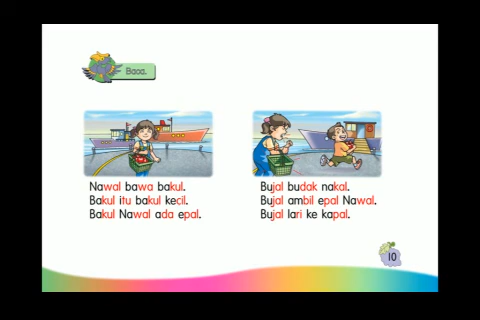 Baca.
Nawal bawa bakul.
Bakul itu bakul kecil.
Bakul Nawal ada epal.
Bujal budak nakal.
Bujal ambil epal Nawal.
Bujal lari ke kapal.
10